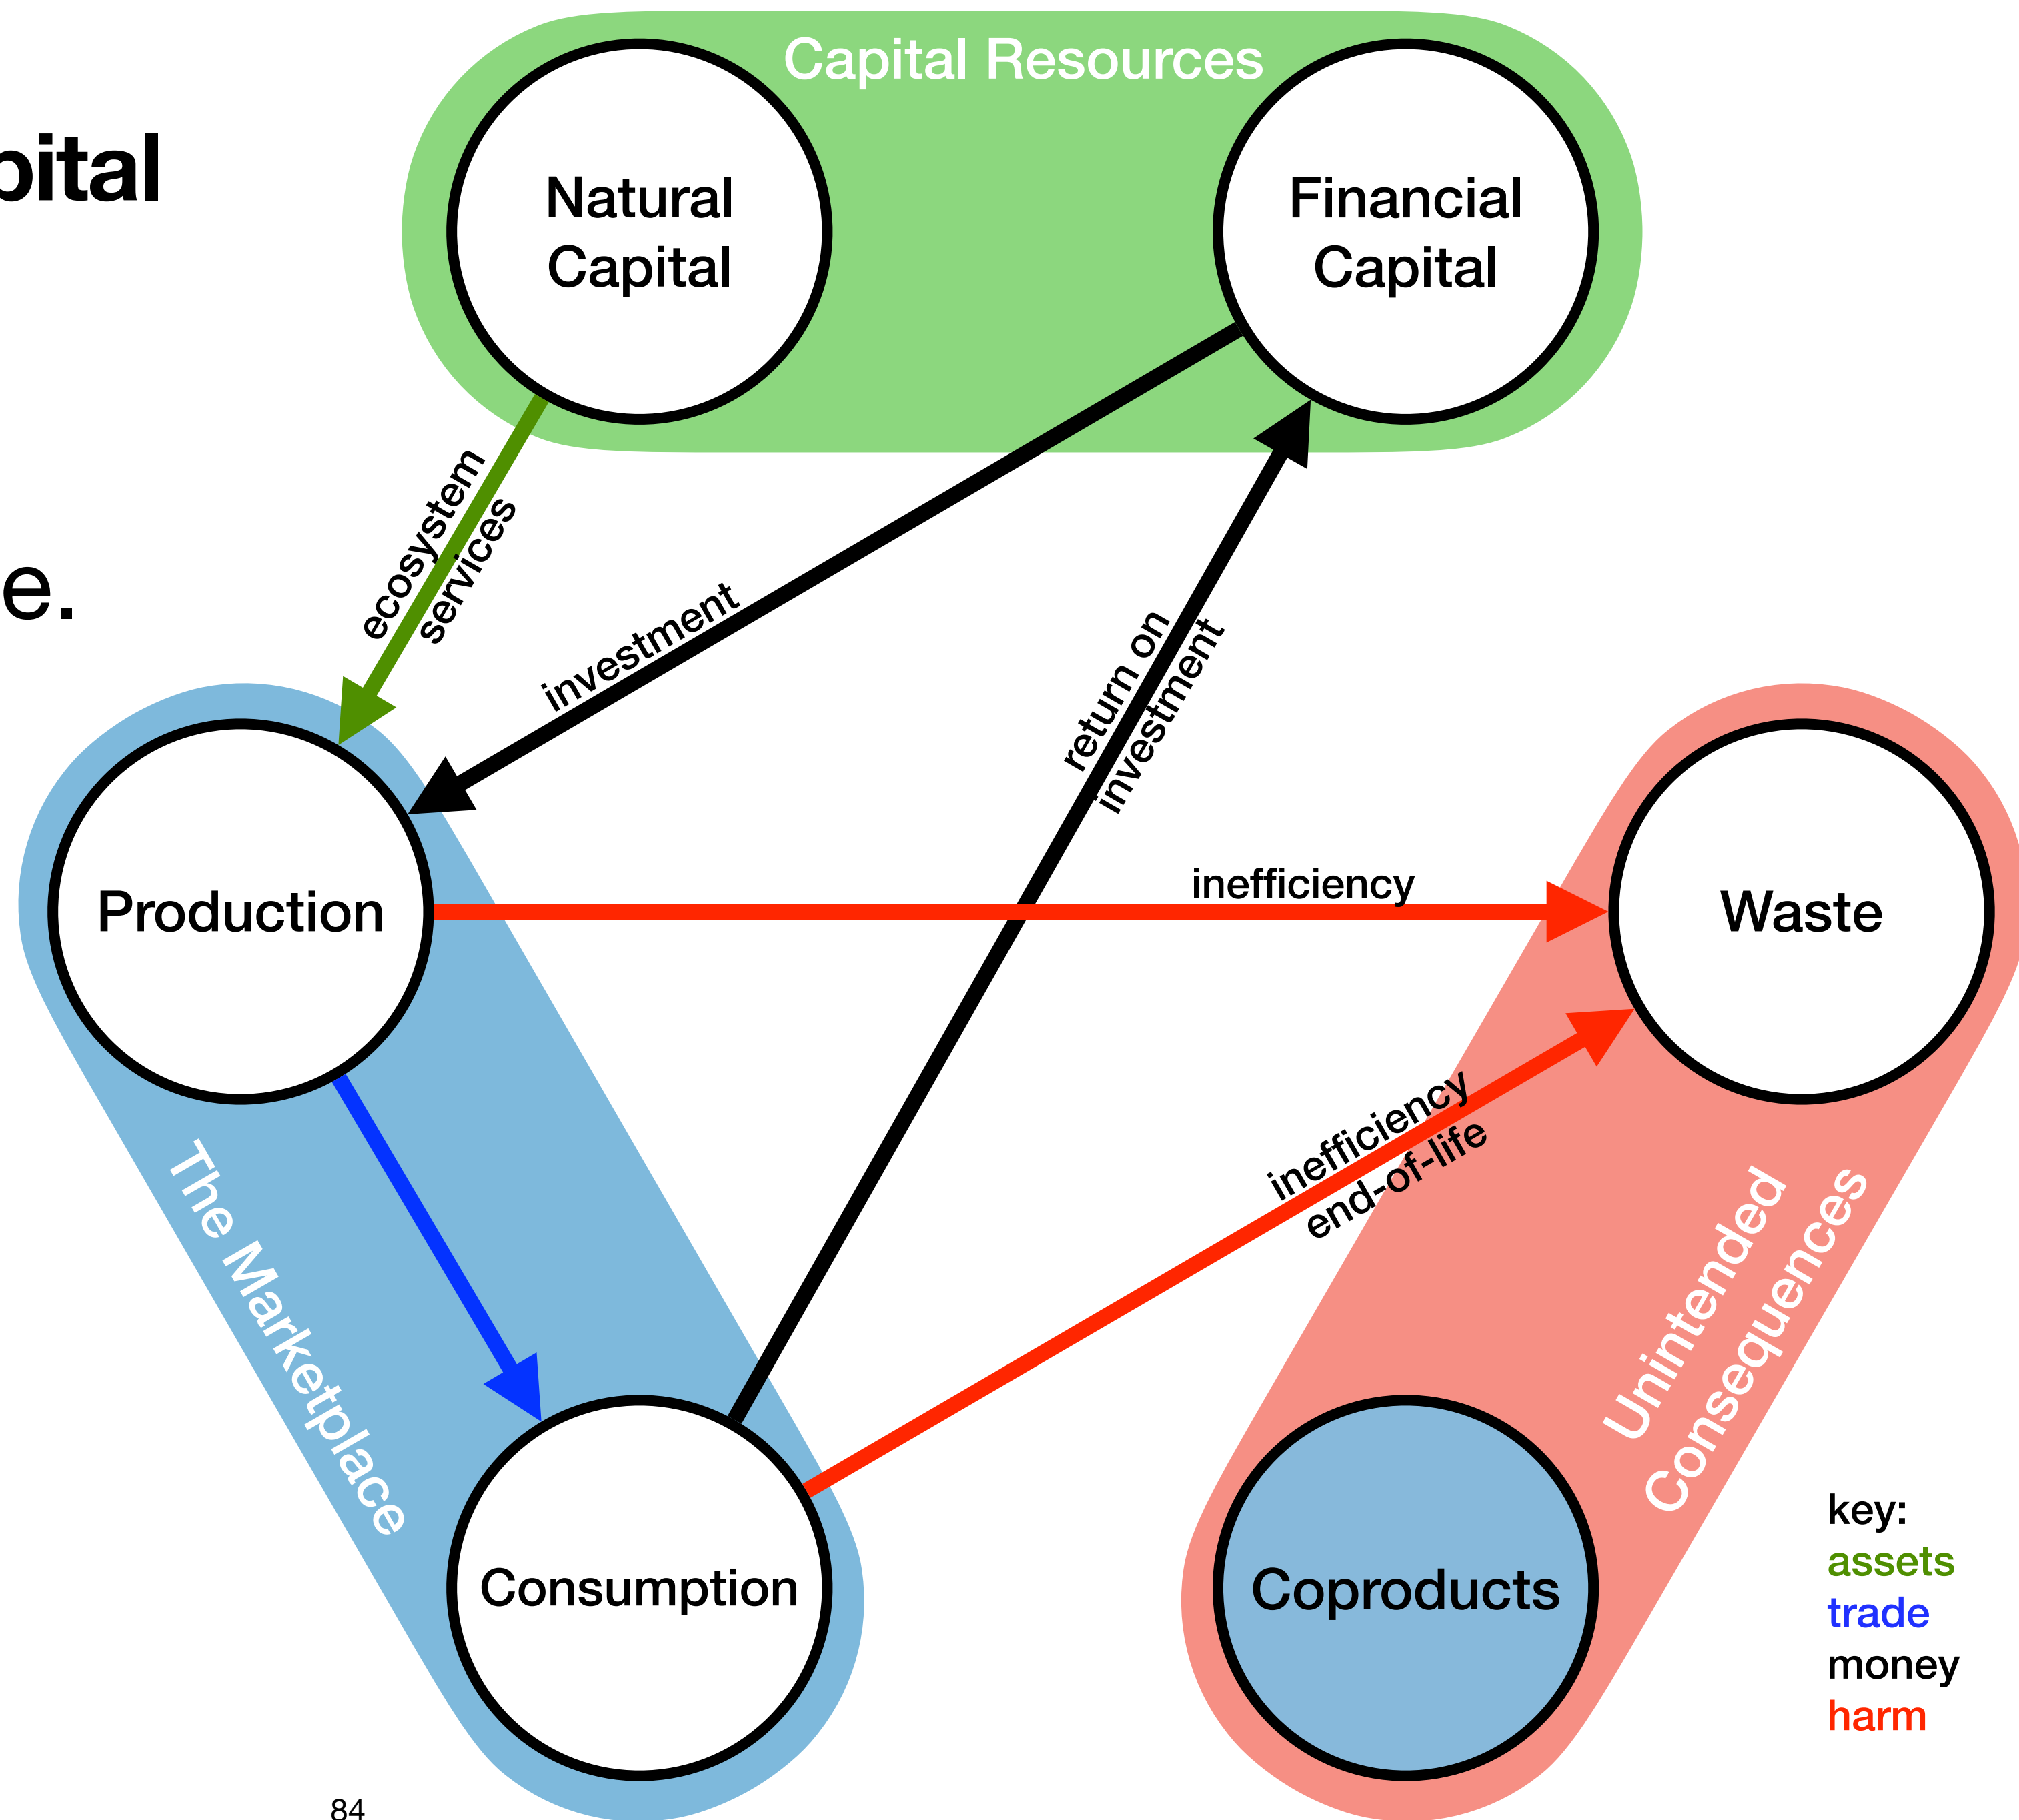 pital
e.
Capital Resources
Natural
Capital
Financial
Capital
ecosystem
services
investment
return on
investment
Production
inefficiency
Waste
inefficiency
end-of-life
The Marketplace
Unintended
Consequences
Consumption
Coproducts
key:
assets
trade
money
harm
84